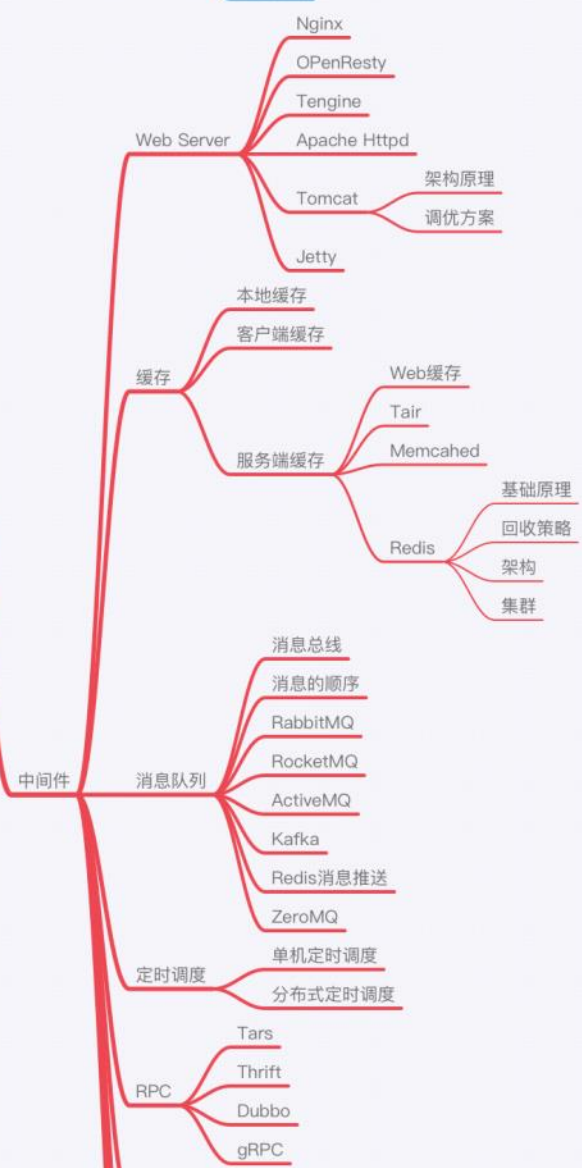 Nginx
OPenResty
Tengine
Web Server
Apache Httpd
架构原理
Tomcat
调优方案
Jetty
本地缓存
客户端缓存
缓存
Web缓存
Tair
服务端缓存
Memcahed
基础原理
回收策略
Redis
架构
集群
消息总线
消息的顺序
RabbitMQ
RocketMQ
中间件
消息队列
ActiveMQ
Kafka
Redis消息推送
ZeroMQ
单机定时调度
定时调度
分布式定时调度
Tars
Thrift
RPC
Dubbo
gRPC